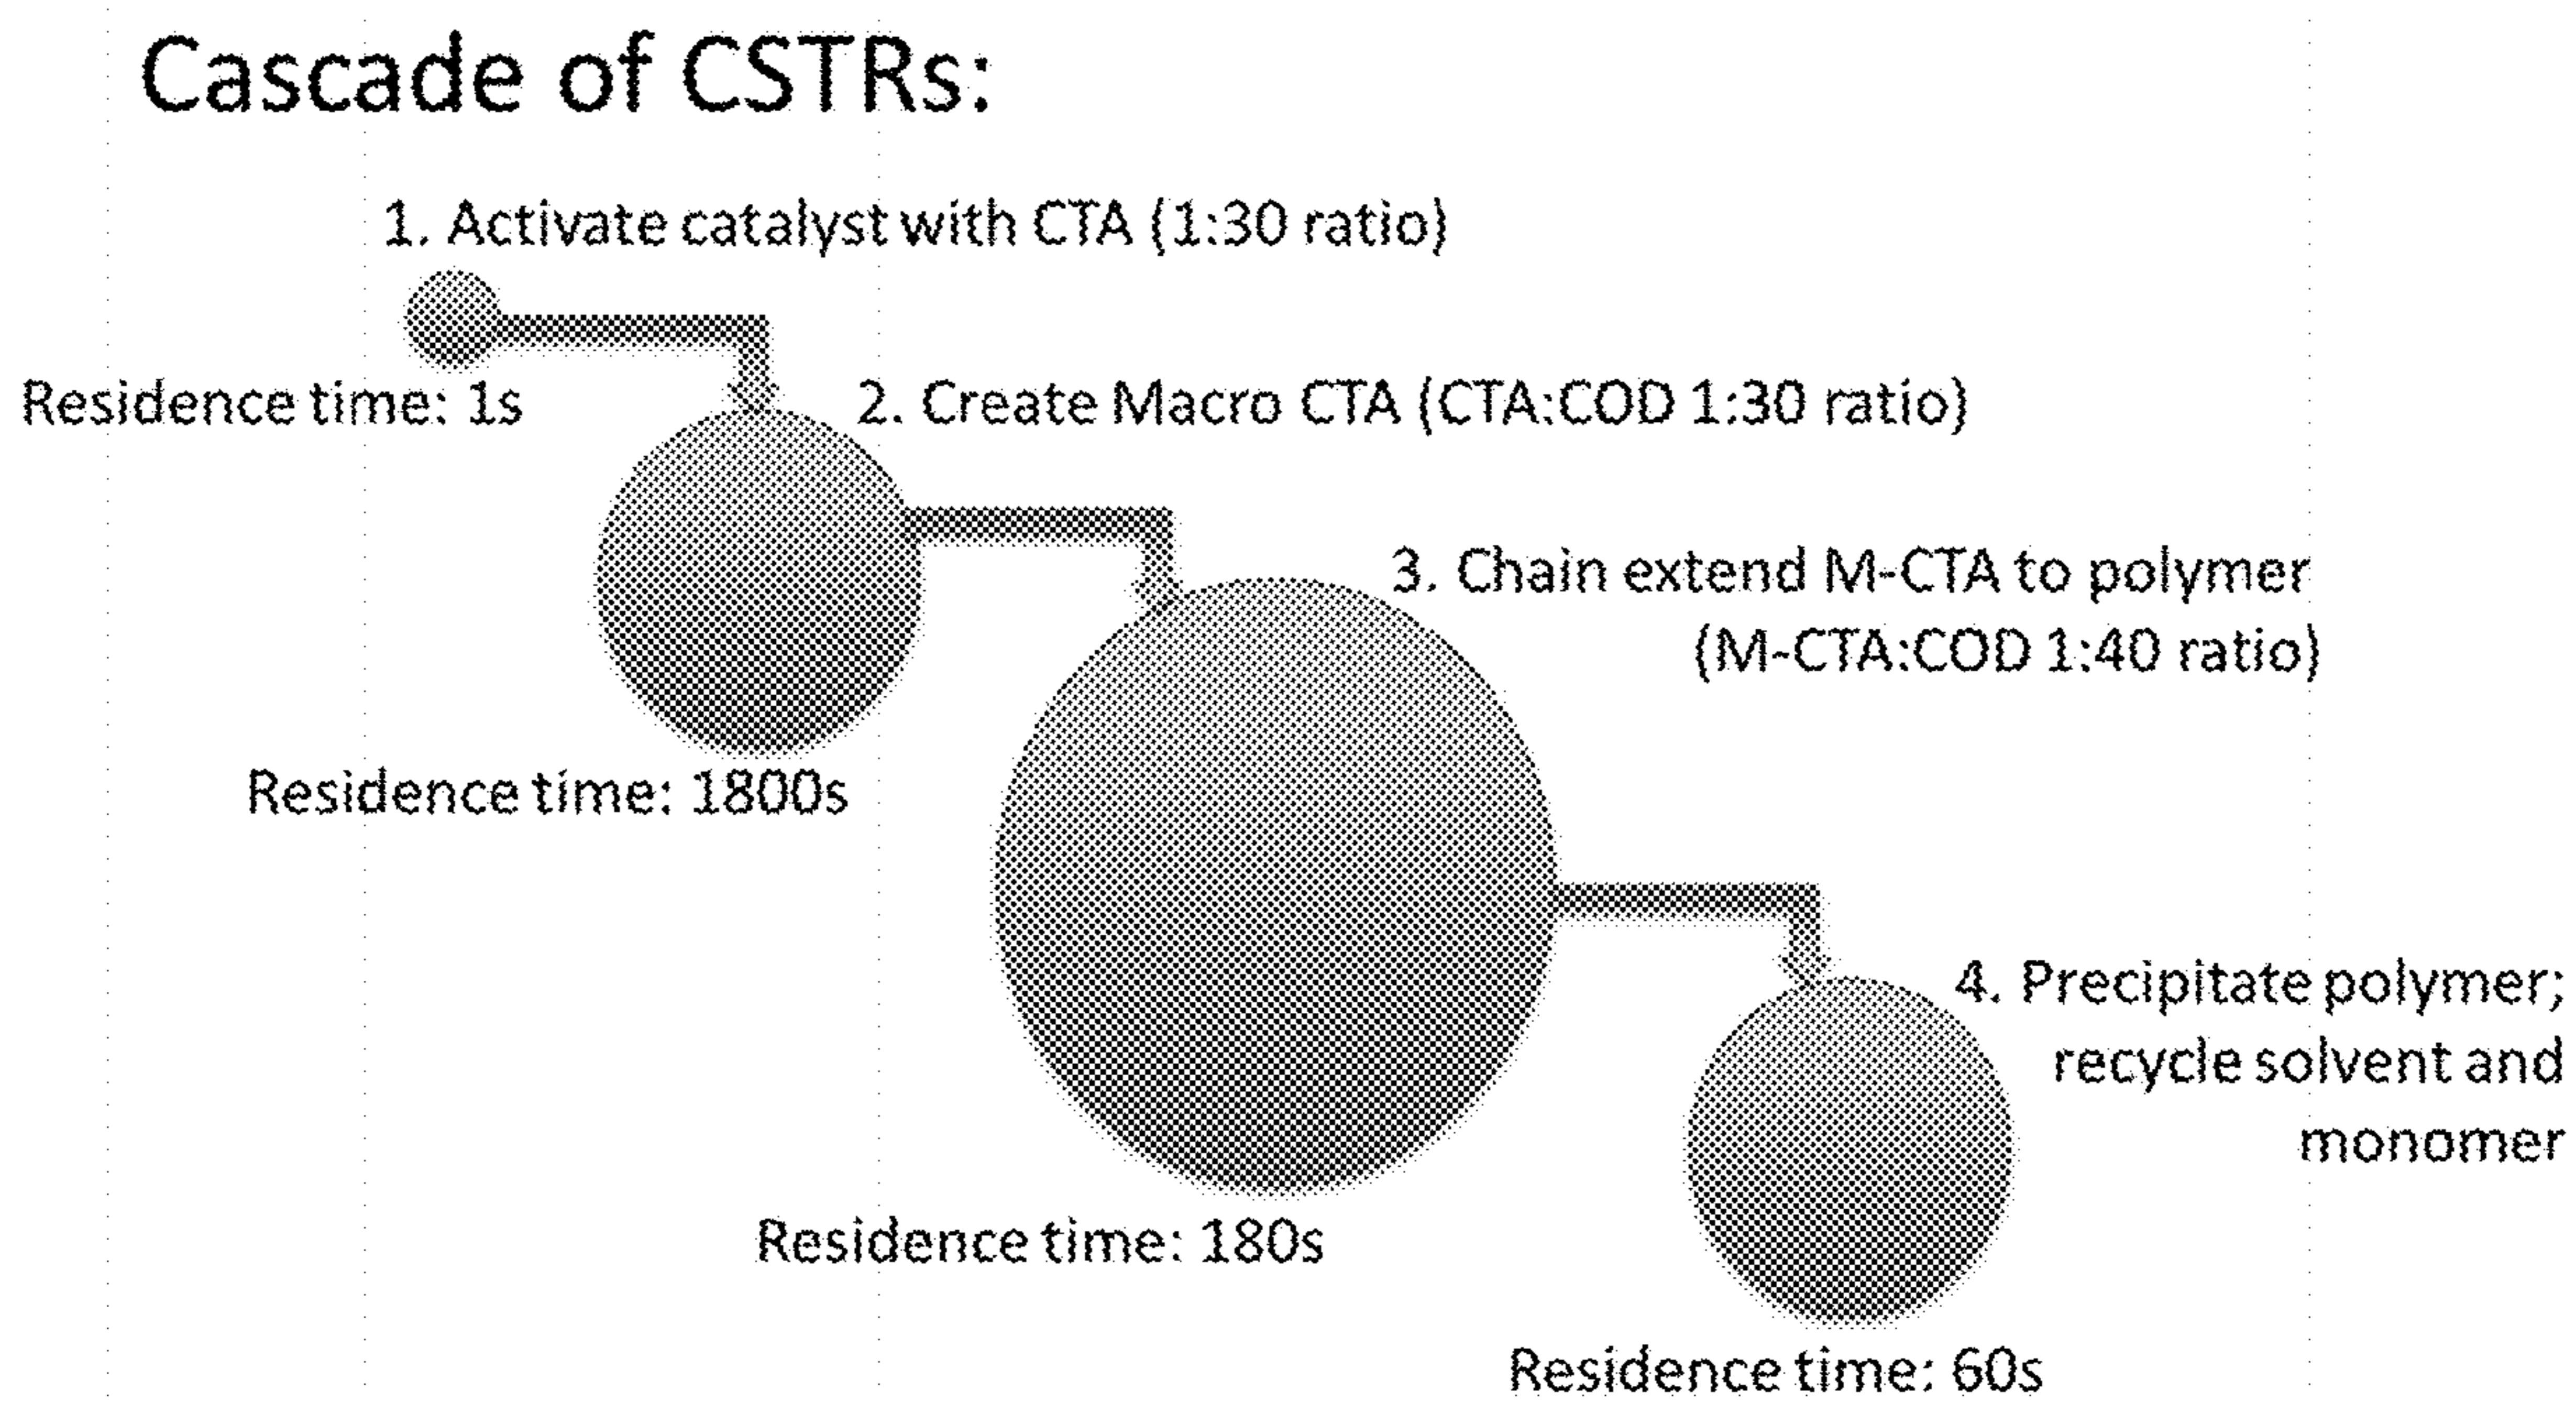 Cascade of CSTRs:
1. Activate catalyst with CTA (1:30 ratio)
Residence time: 1s
2. Create Macro CTA (CTA:COD 1:30 ratio)
3. Chain extend M-CTA to polymer
(M-CTA:COD 1:40 ratio)
Residence time: 1800s
4. Precipitate polymer;
recycle solvent and
monomer
Residence time: 180s
Residence time: 60s